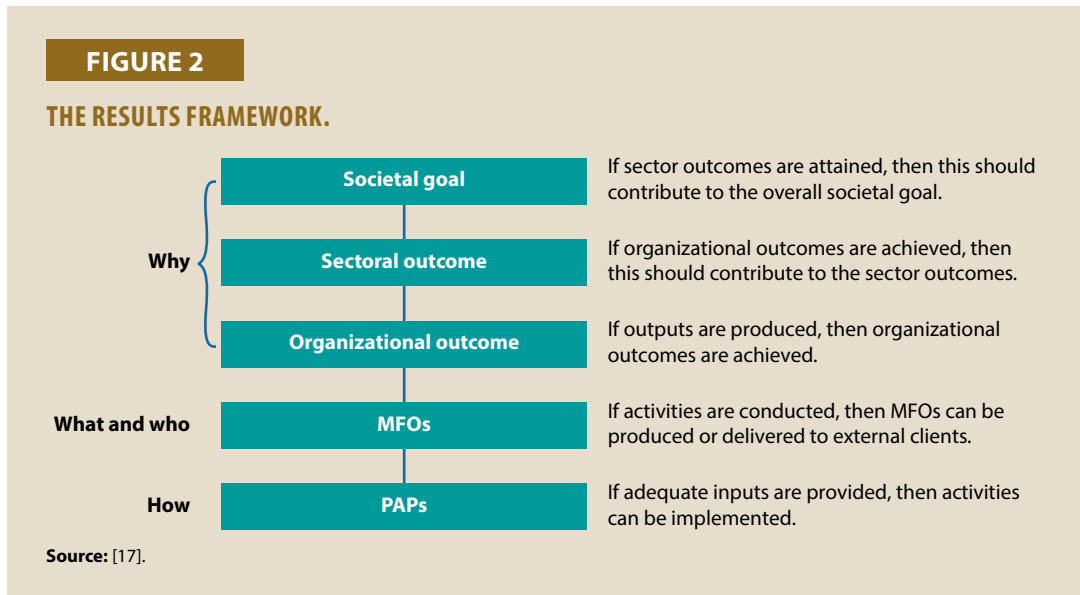 FIGURE 2
THE RESULTS FRAMEWORK.
Societal goal
If sector outcomes are attained, then this should
contribute to the overall societal goal.
Why
Sectoral outcome
If organizational outcomes are achieved, then
this should contribute to the sector outcomes.
Organizational outcome
If outputs are produced, then organizational
outcomes are achieved.
What and who
MFOs
If activities are conducted, then MFOs can be
produced or delivered to external clients.
How
PAPs
If adequate inputs are provided, then activities
can be implemented.
Source: [17].